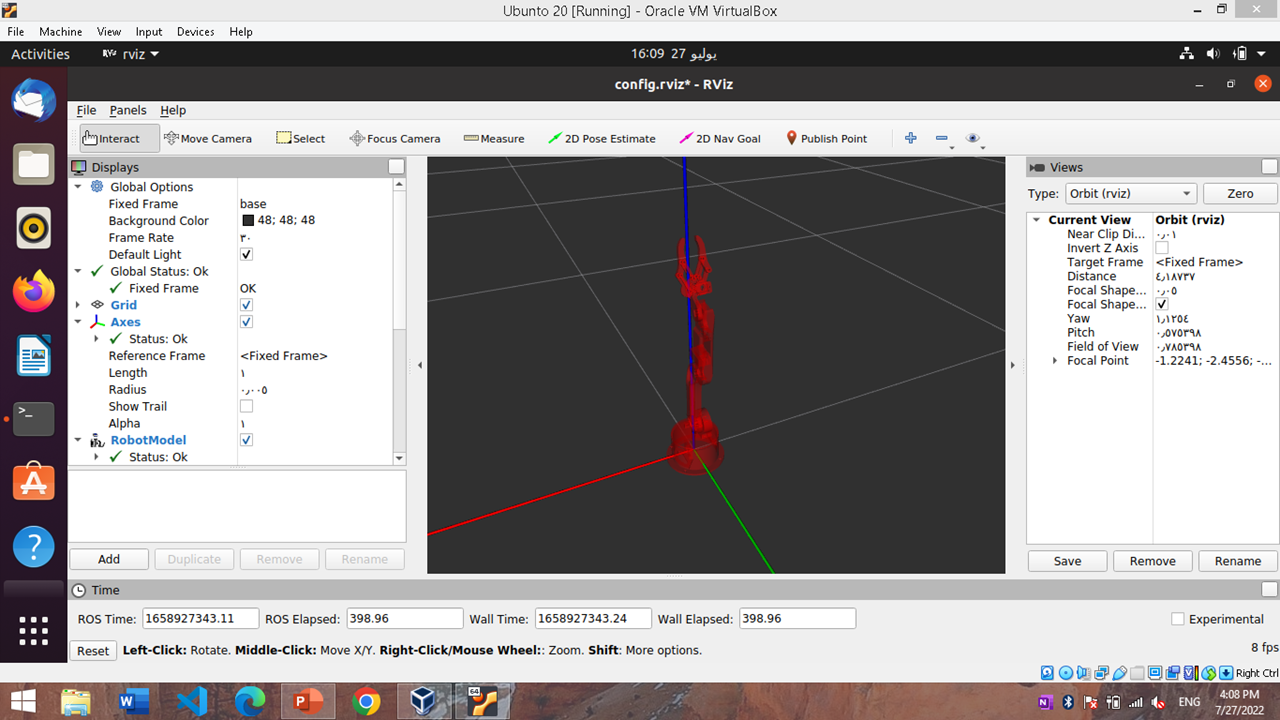 Ubunto 20 [Running] - Oracle VM VirtualBox
File Machine View Input Devices Help
Activities rviz 16:09 27 يوليو
config.rviz* - RViz
File Panels Help
Interact Move Camera Select Focus Camera Measure 2D Pose Estimate 2D Nav Goal Publish Point
Displays
Global Options
Fixed Frame base
Background Color 48; 48; 48
Frame Rate ٣٠
Default Light
Global Status: Ok
Fixed Frame OK
Grid
Axes
Status: Ok
Reference Frame <Fixed Frame>
Length ١
Radius ٠٫٠٠٥
Show Trail
Alpha ١
RobotModel
Status: Ok
Add Duplicate Remove Rename
Views
Type: Orbit (rviz) Zero
Current View Orbit (rviz)
Near Clip Di... ٠٫٠١
Invert Z Axis
Target Frame <Fixed Frame>
Distance ٤٫١٨٧٣٧
Focal Shape... ٠٫٠٥
Focal Shape...
Yaw ١٫١٢٥٤
Pitch ٠٫٥٧٥٣٩٨
Field of View ٠٫٧٨٥٣٩٨
Focal Point -1.2241; -2.4556; -...
Save Remove Rename
Time
ROS Time: 1658927343.11 ROS Elapsed: 398.96 Wall Time: 1658927343.24 Wall Elapsed: 398.96 Experimental
Reset Left-Click: Rotate. Middle-Click: Move X/Y. Right-Click/Mouse Wheel:: Zoom. Shift: More options. 8 fps
Right Ctrl
64
ENG
4:08 PM
7/27/2022